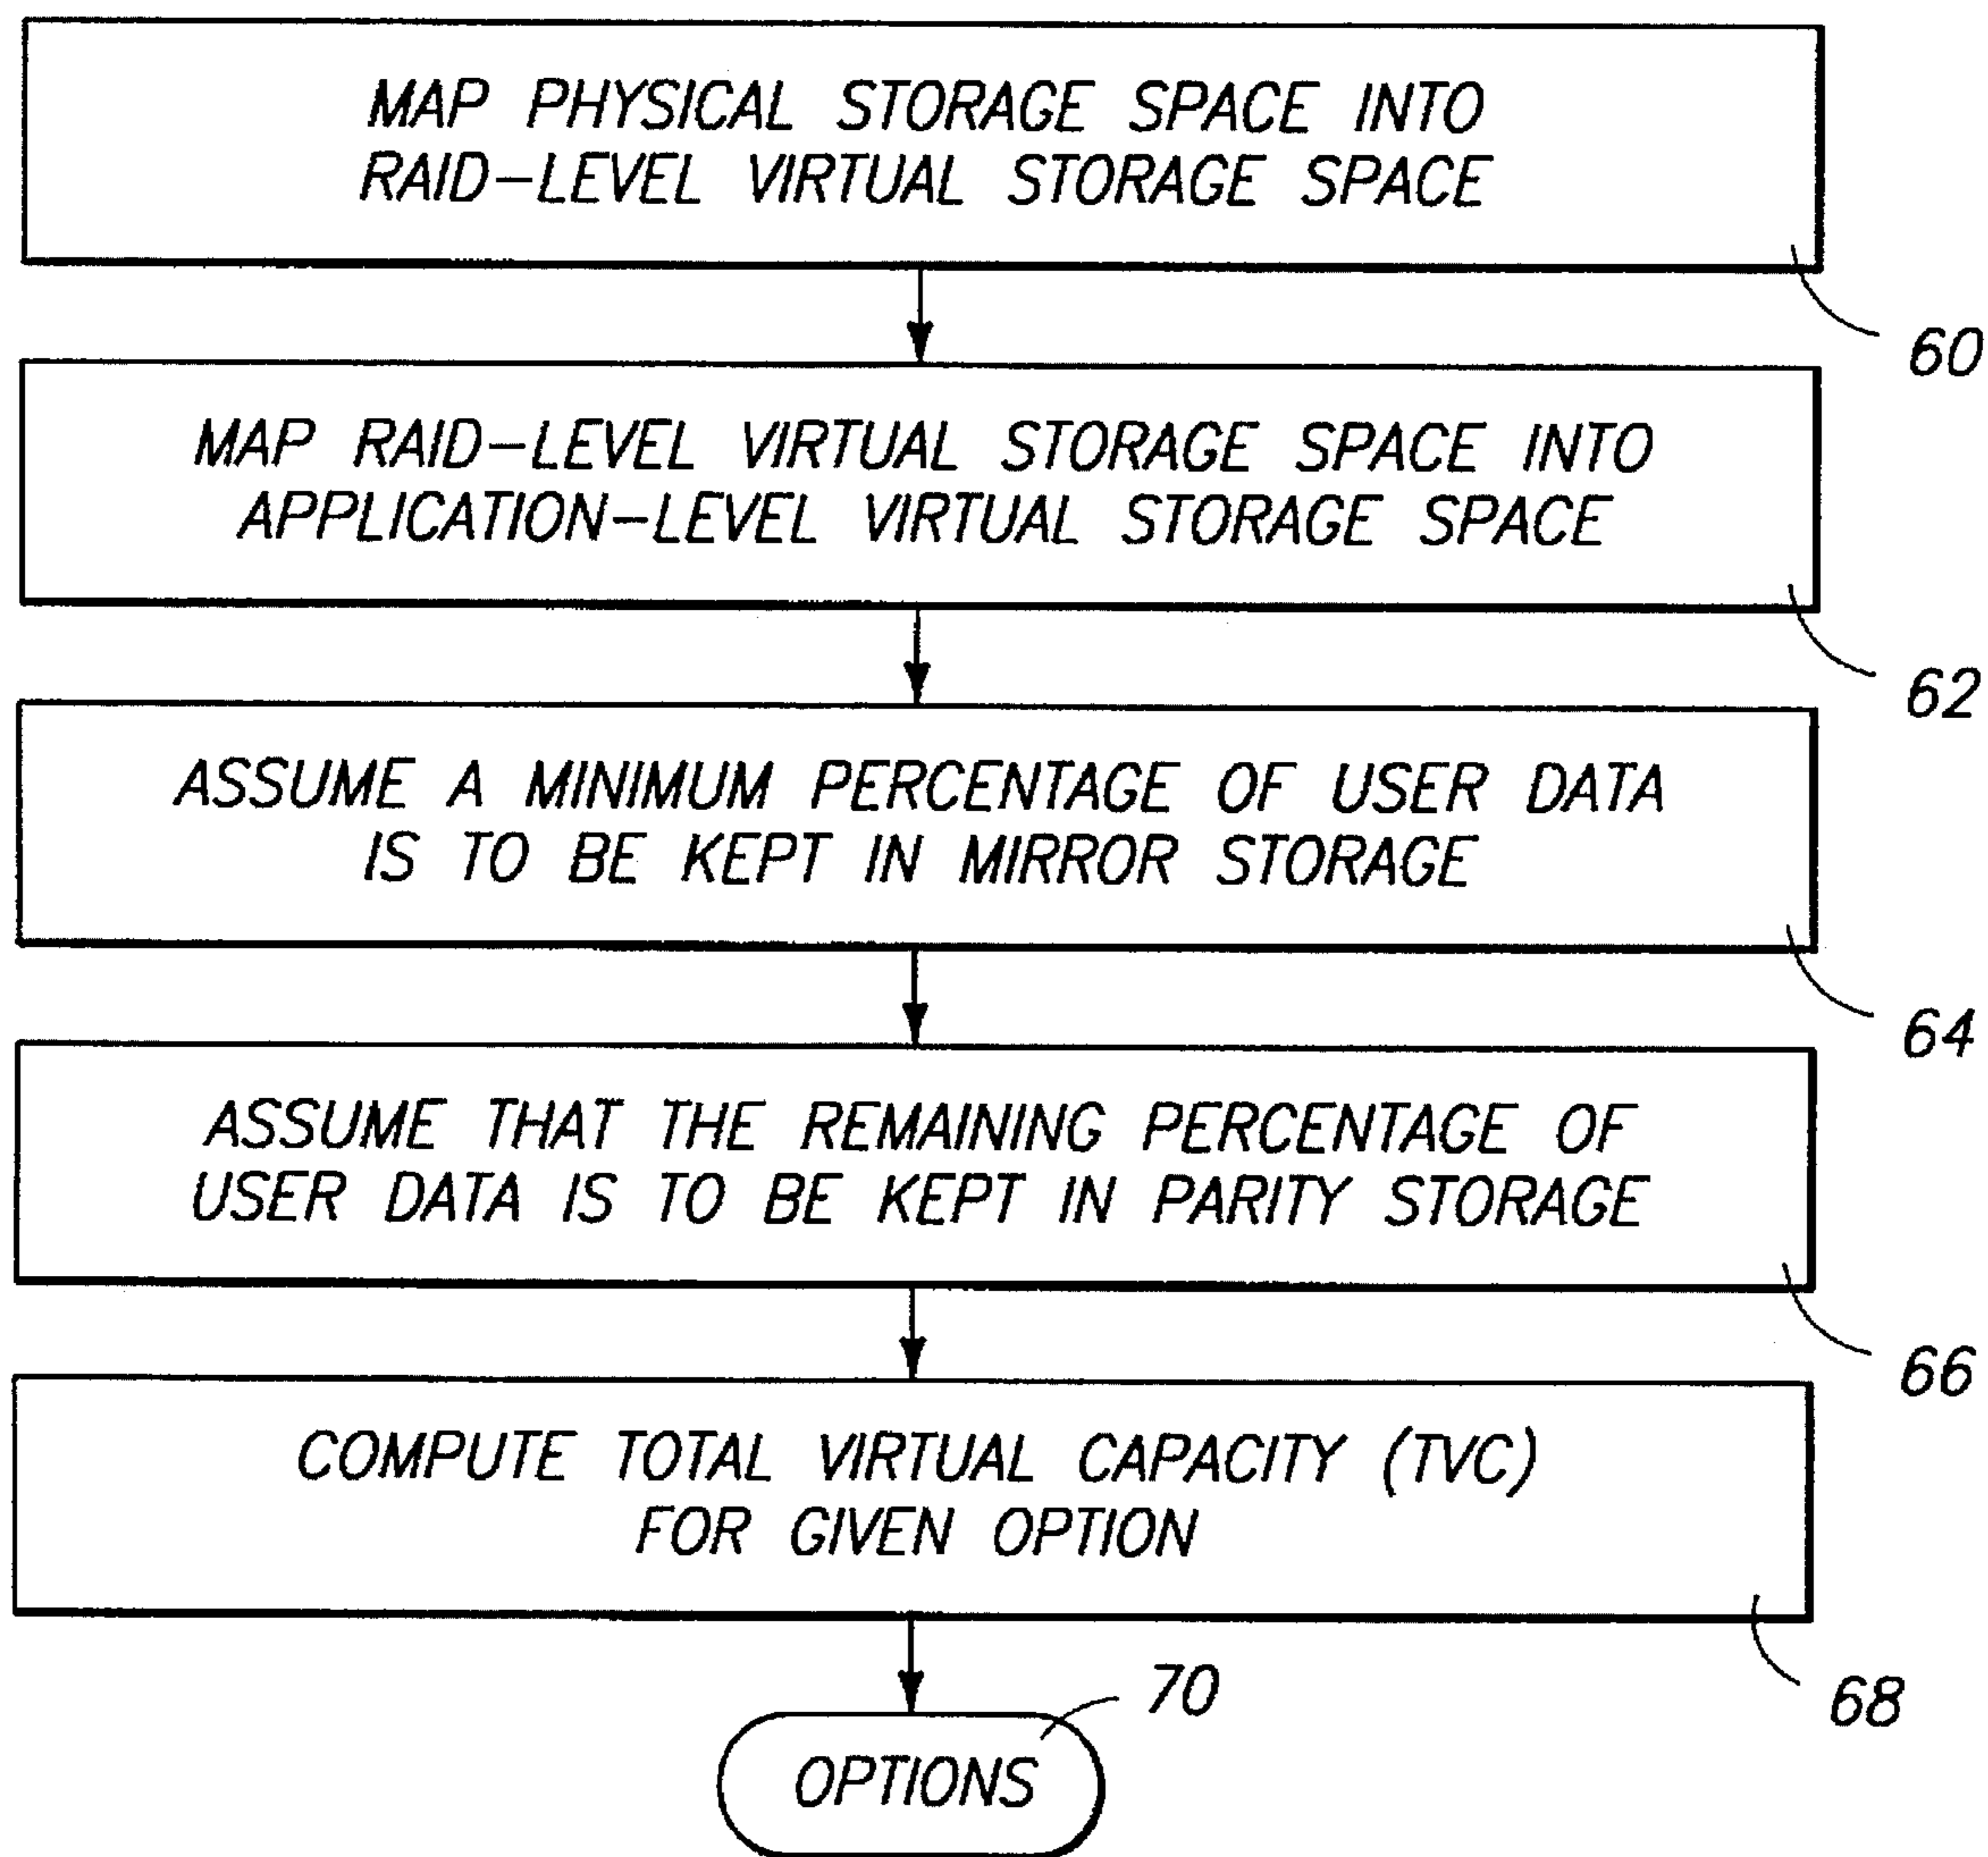 MAP PHYSICAL STORAGE SPACE INTO
RAID-LEVEL VIRTUAL STORAGE SPACE
60
MAP RAID-LEVEL VIRTUAL STORAGE SPACE INTO
APPLICATION-LEVEL VIRTUAL STORAGE SPACE
62
ASSUME A MINIMUM PERCENTAGE OF USER DATA
IS TO BE KEPT IN MIRROR STORAGE
64
ASSUME THAT THE REMAINING PERCENTAGE OF
USER DATA IS TO BE KEPT IN PARITY STORAGE
66
COMPUTE TOTAL VIRTUAL CAPACITY (TVC)
FOR GIVEN OPTION
68
70
OPTIONS